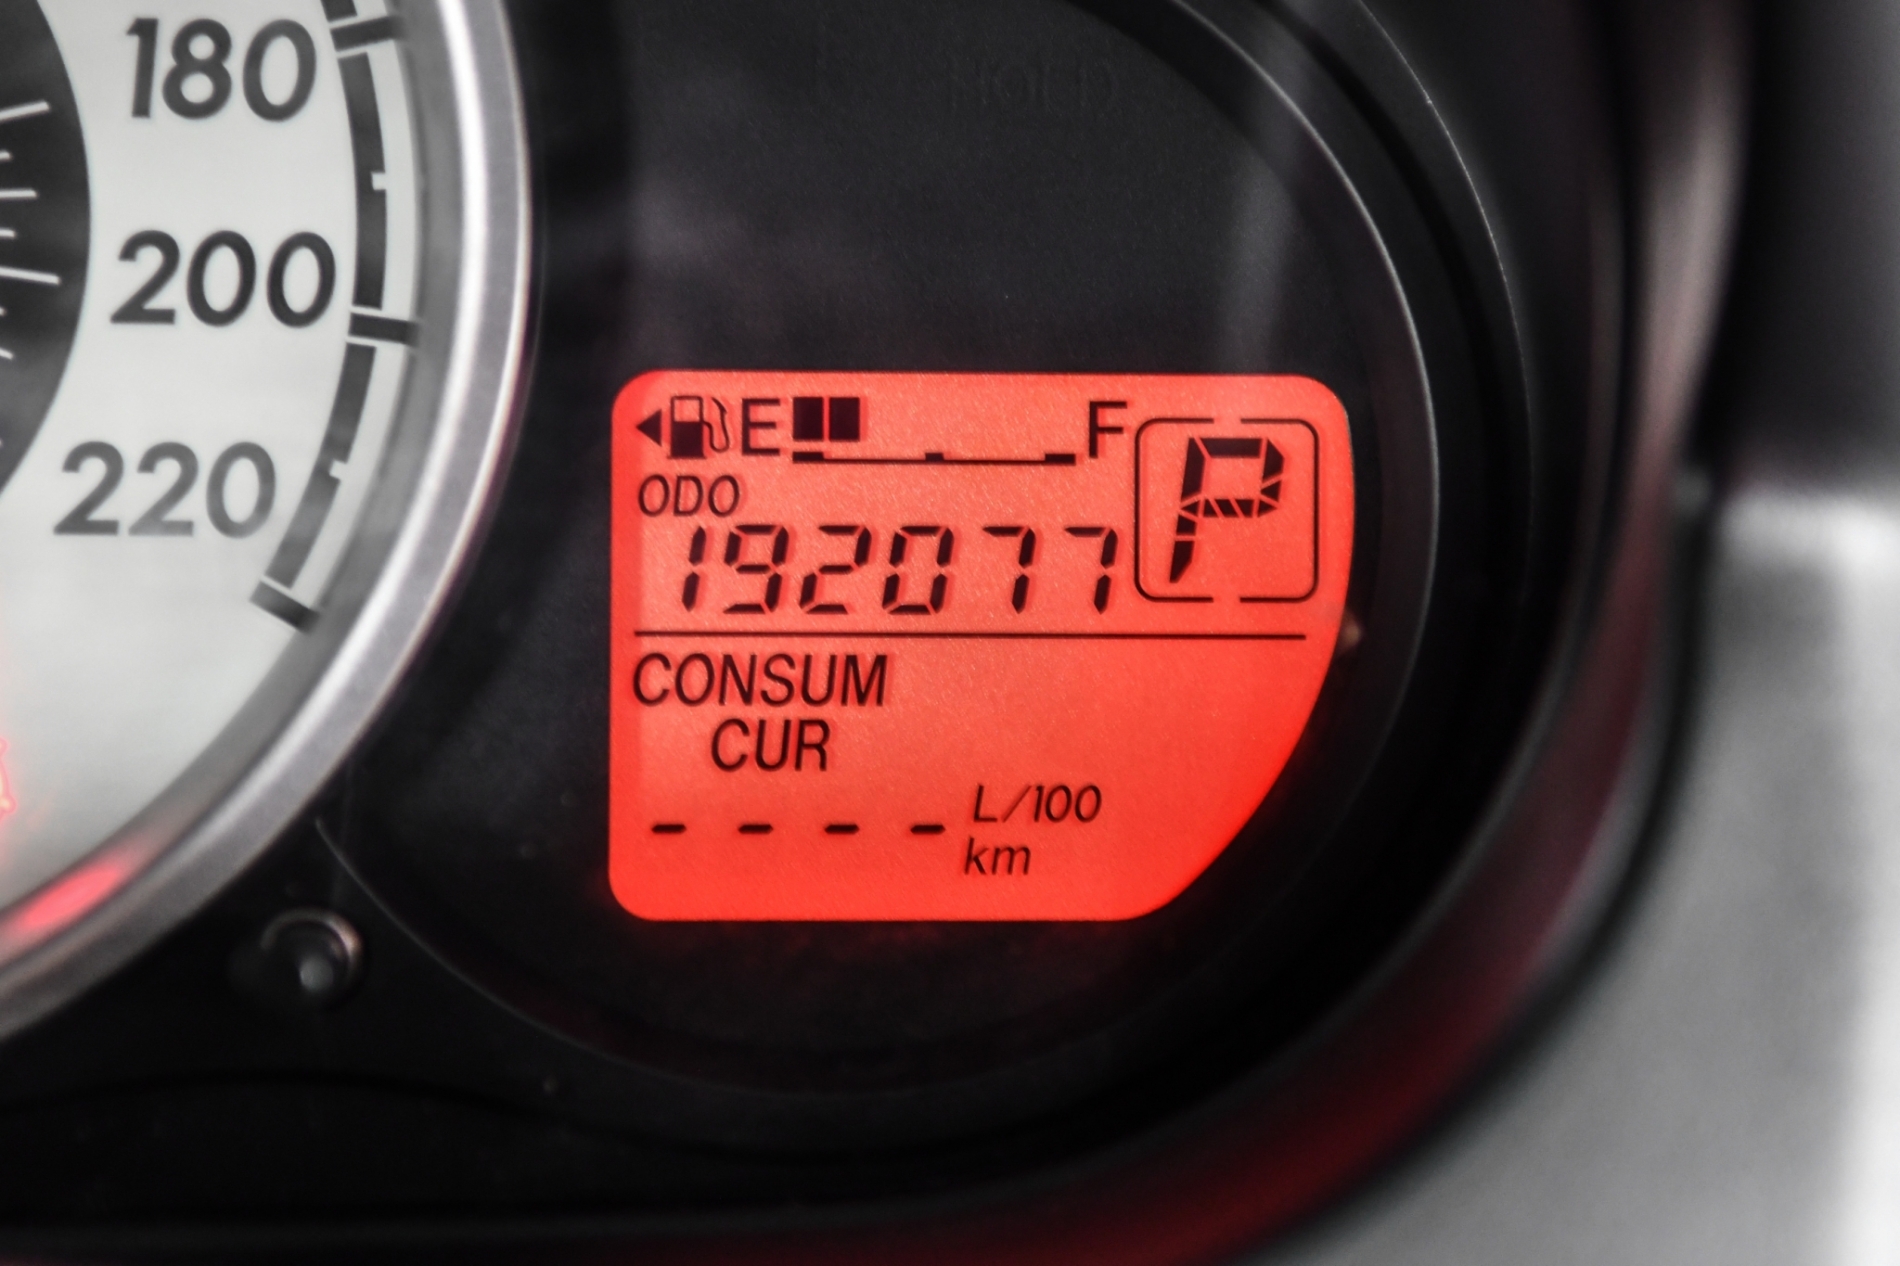 180
200
220
E F
P
ODO
192077
CONSUM
CUR
- - - - L/100
km